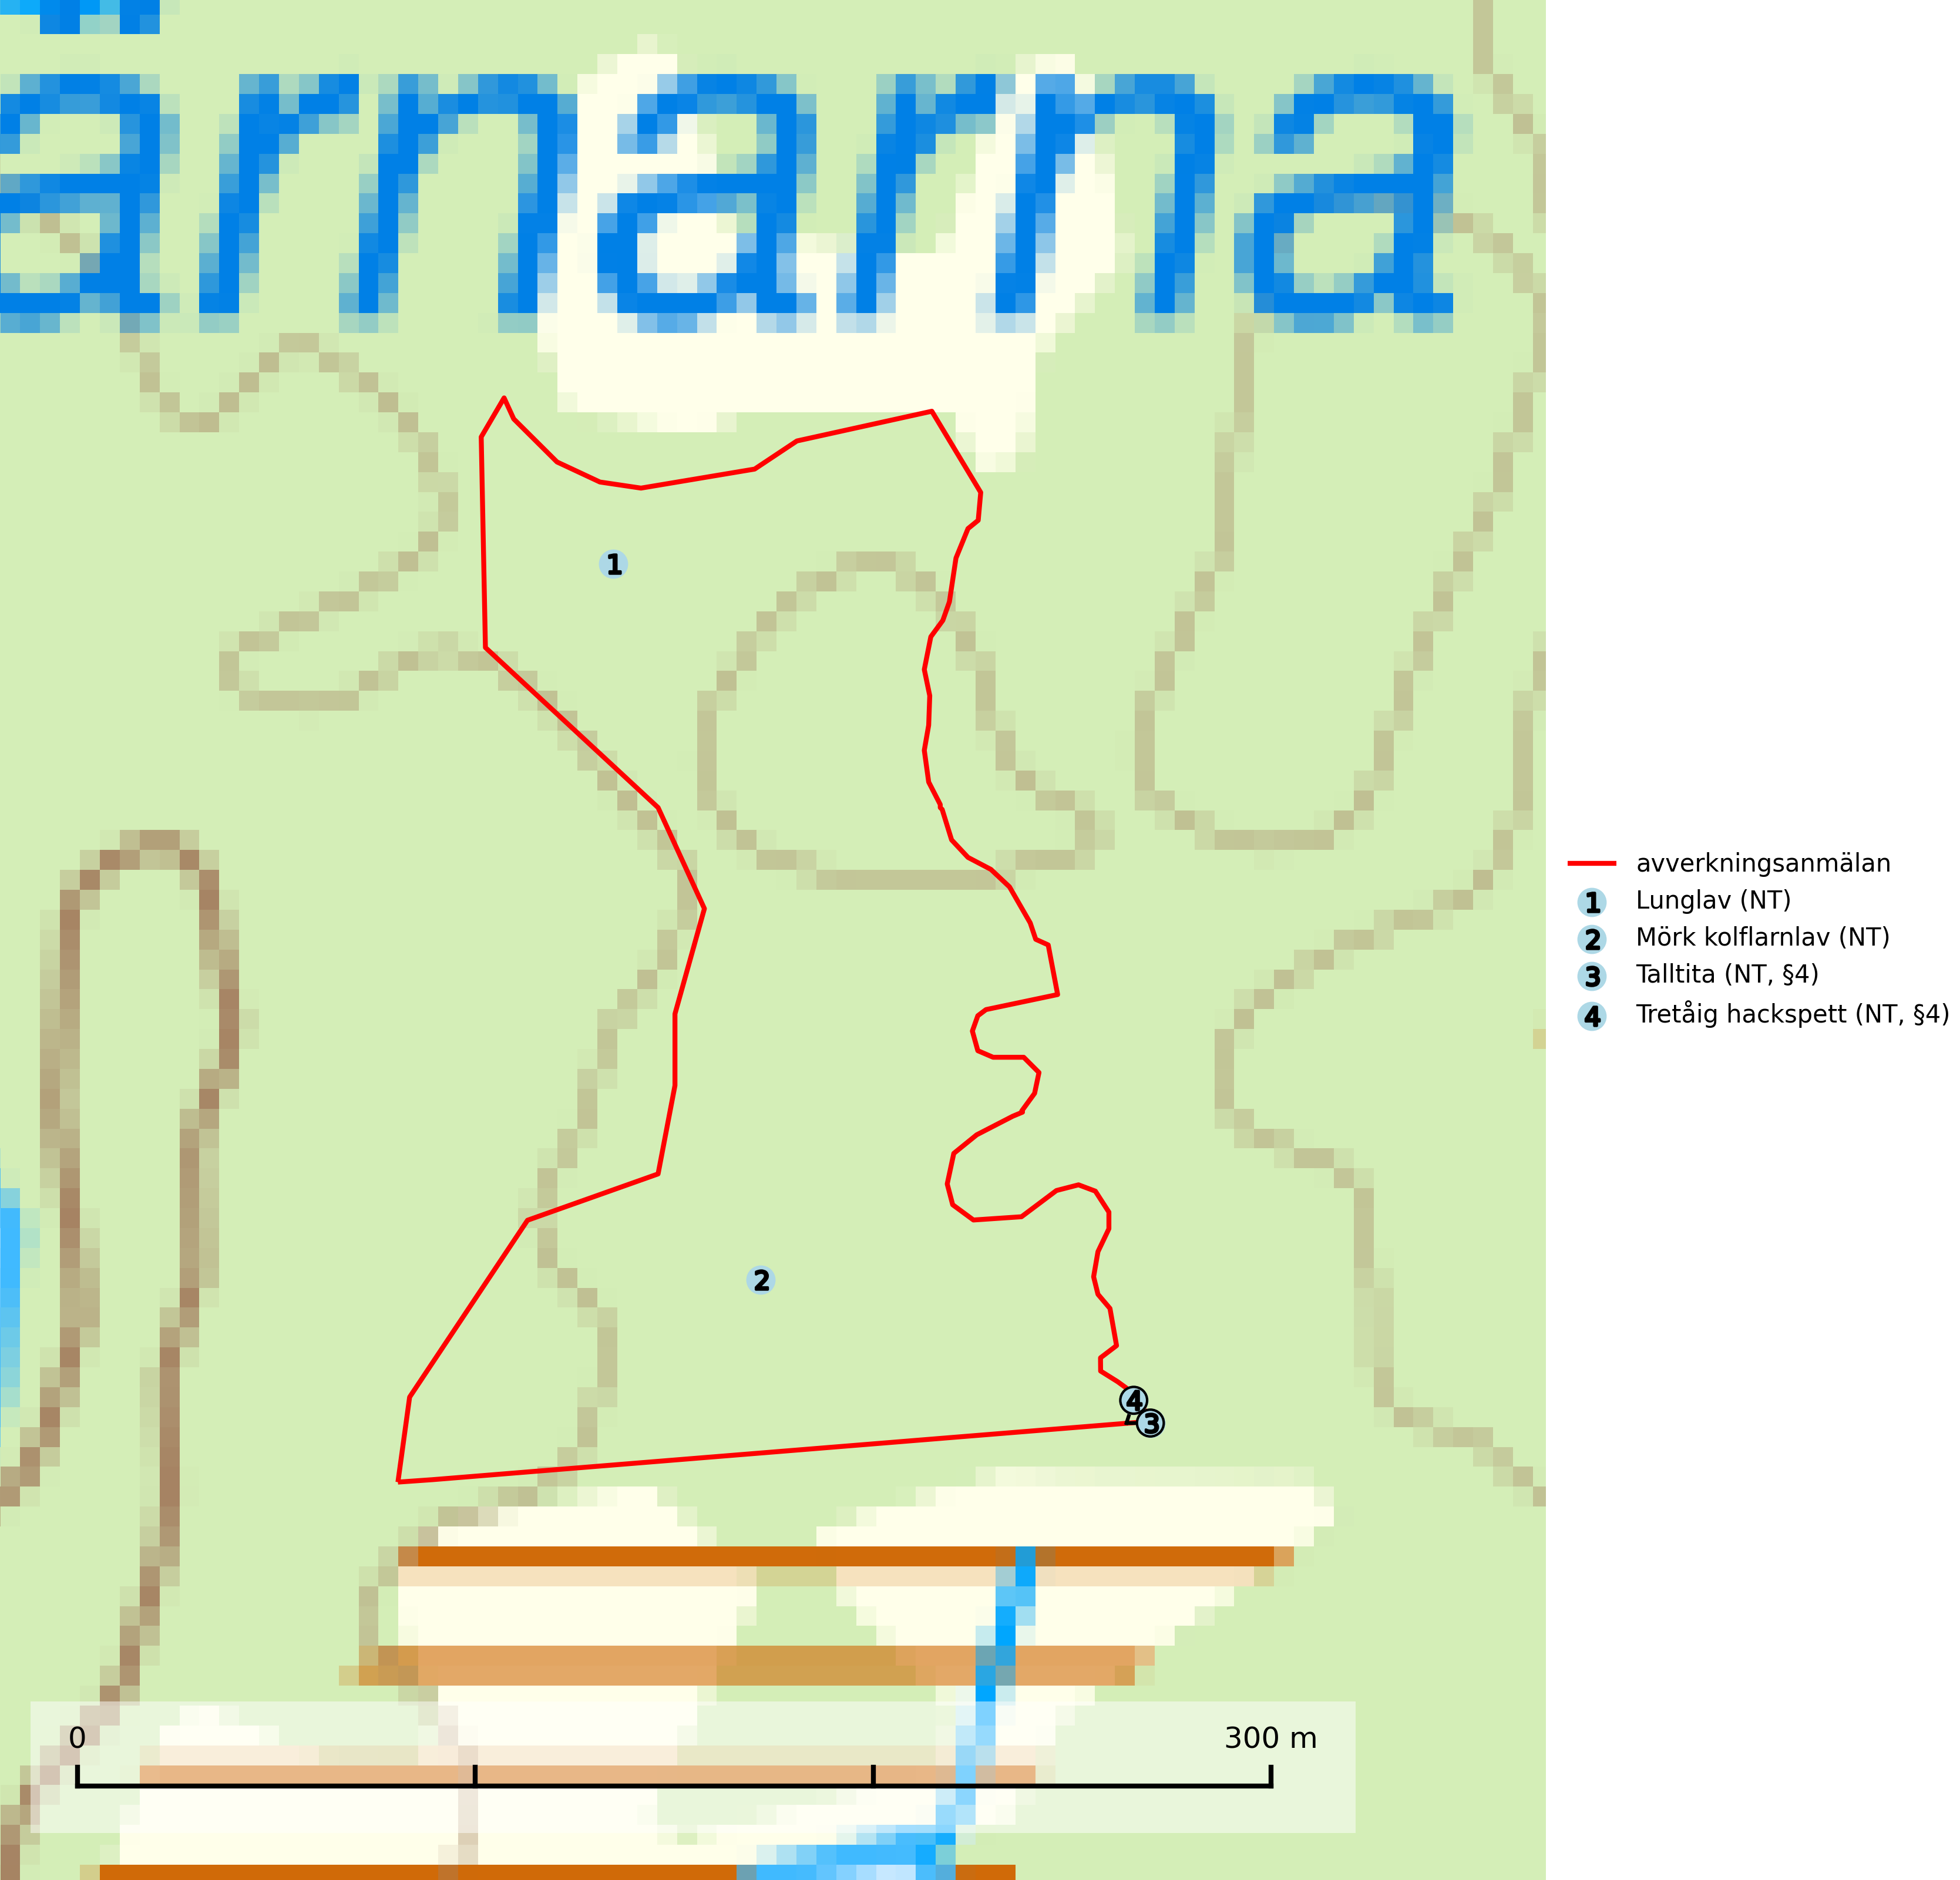 arnarna
1
2
4
3
0 300 m
avverkningsanmälan
1 Lunglav (NT)
2 Mörk kolflarnlav (NT)
3 Talltita (NT, §4)
4 Tretåig hackspett (NT, §4)